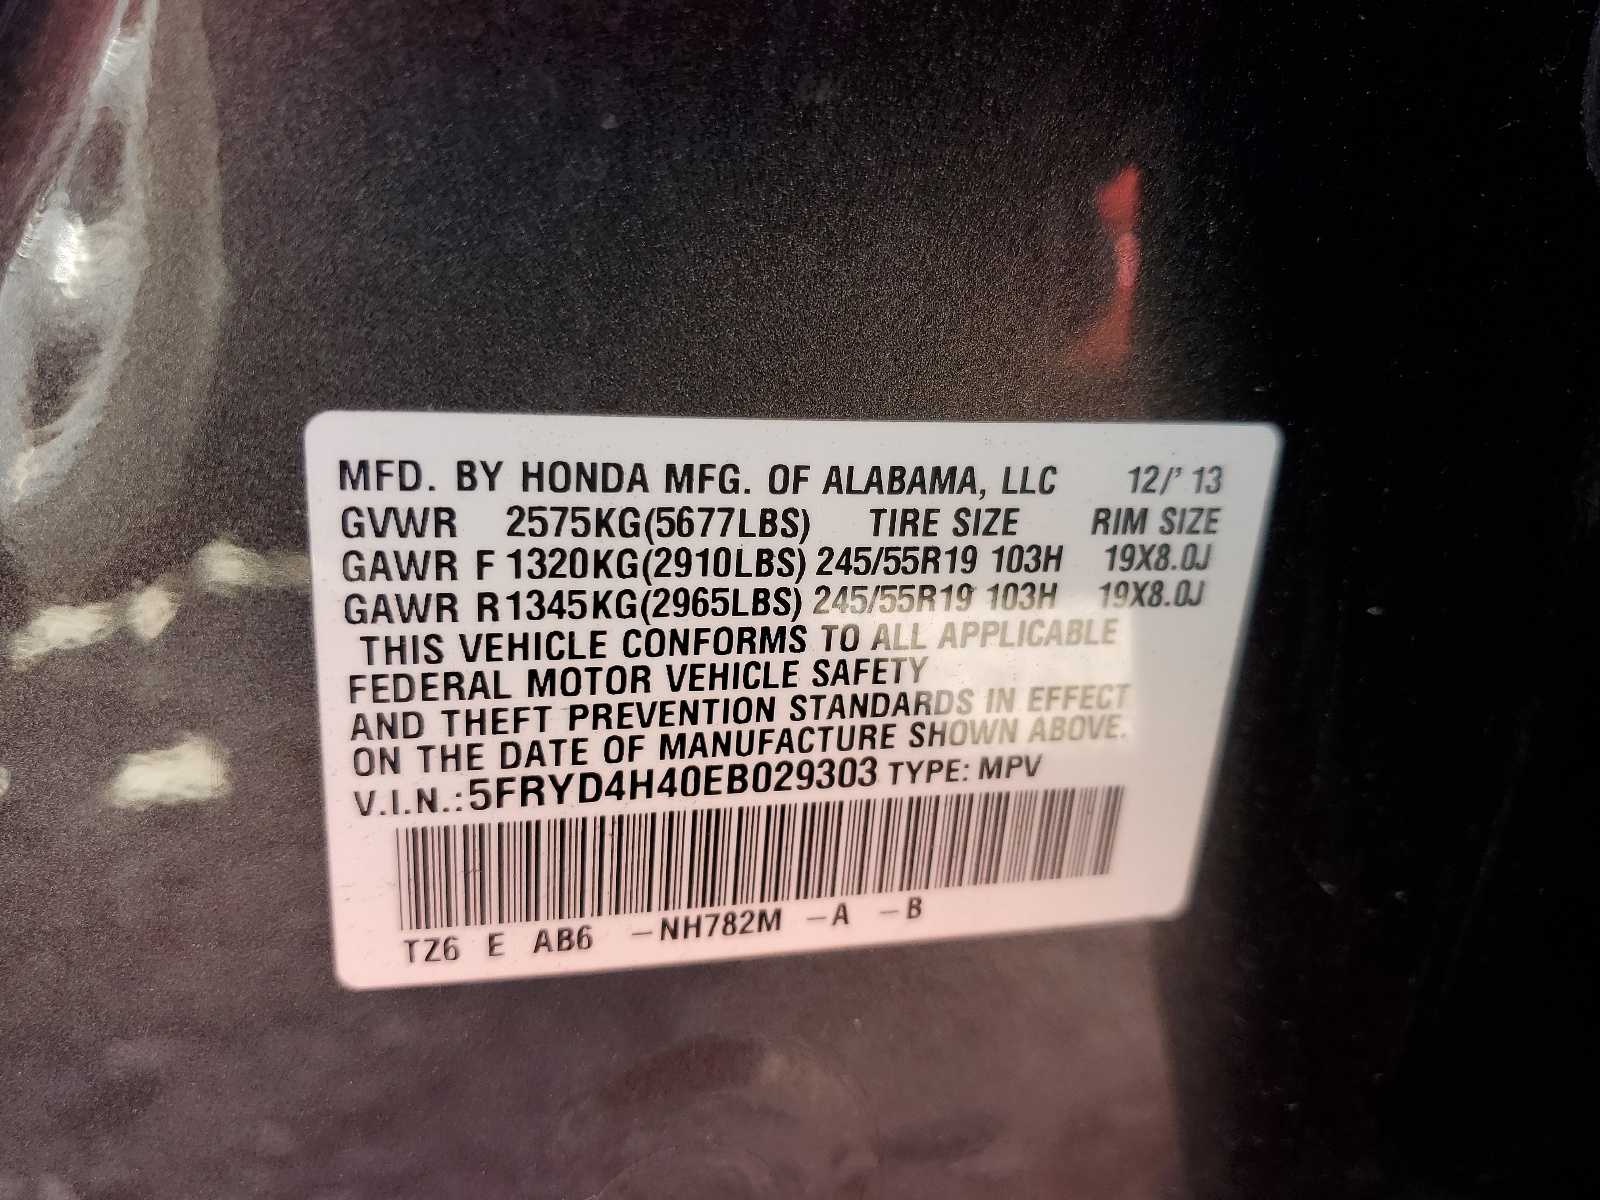 MFD. BY HONDA MFG. OF ALABAMA, LLC 12/' 13
GVWR 2575KG(5677LBS) TIRE SIZE RIM SIZE
GAWR F 1320KG(2910LBS) 245/55R19 103H 19X8.0J
GAWR R 1345KG(2965LBS) 245/55R19 103H 19X8.0J
THIS VEHICLE CONFORMS TO ALL APPLICABLE
FEDERAL MOTOR VEHICLE SAFETY
AND THEFT PREVENTION STANDARDS IN EFFECT
ON THE DATE OF MANUFACTURE SHOWN ABOVE.
V.I.N.:5FRYD4H40EB029303 TYPE: MPV
TZ6 E AB6 -NH782M -A -B